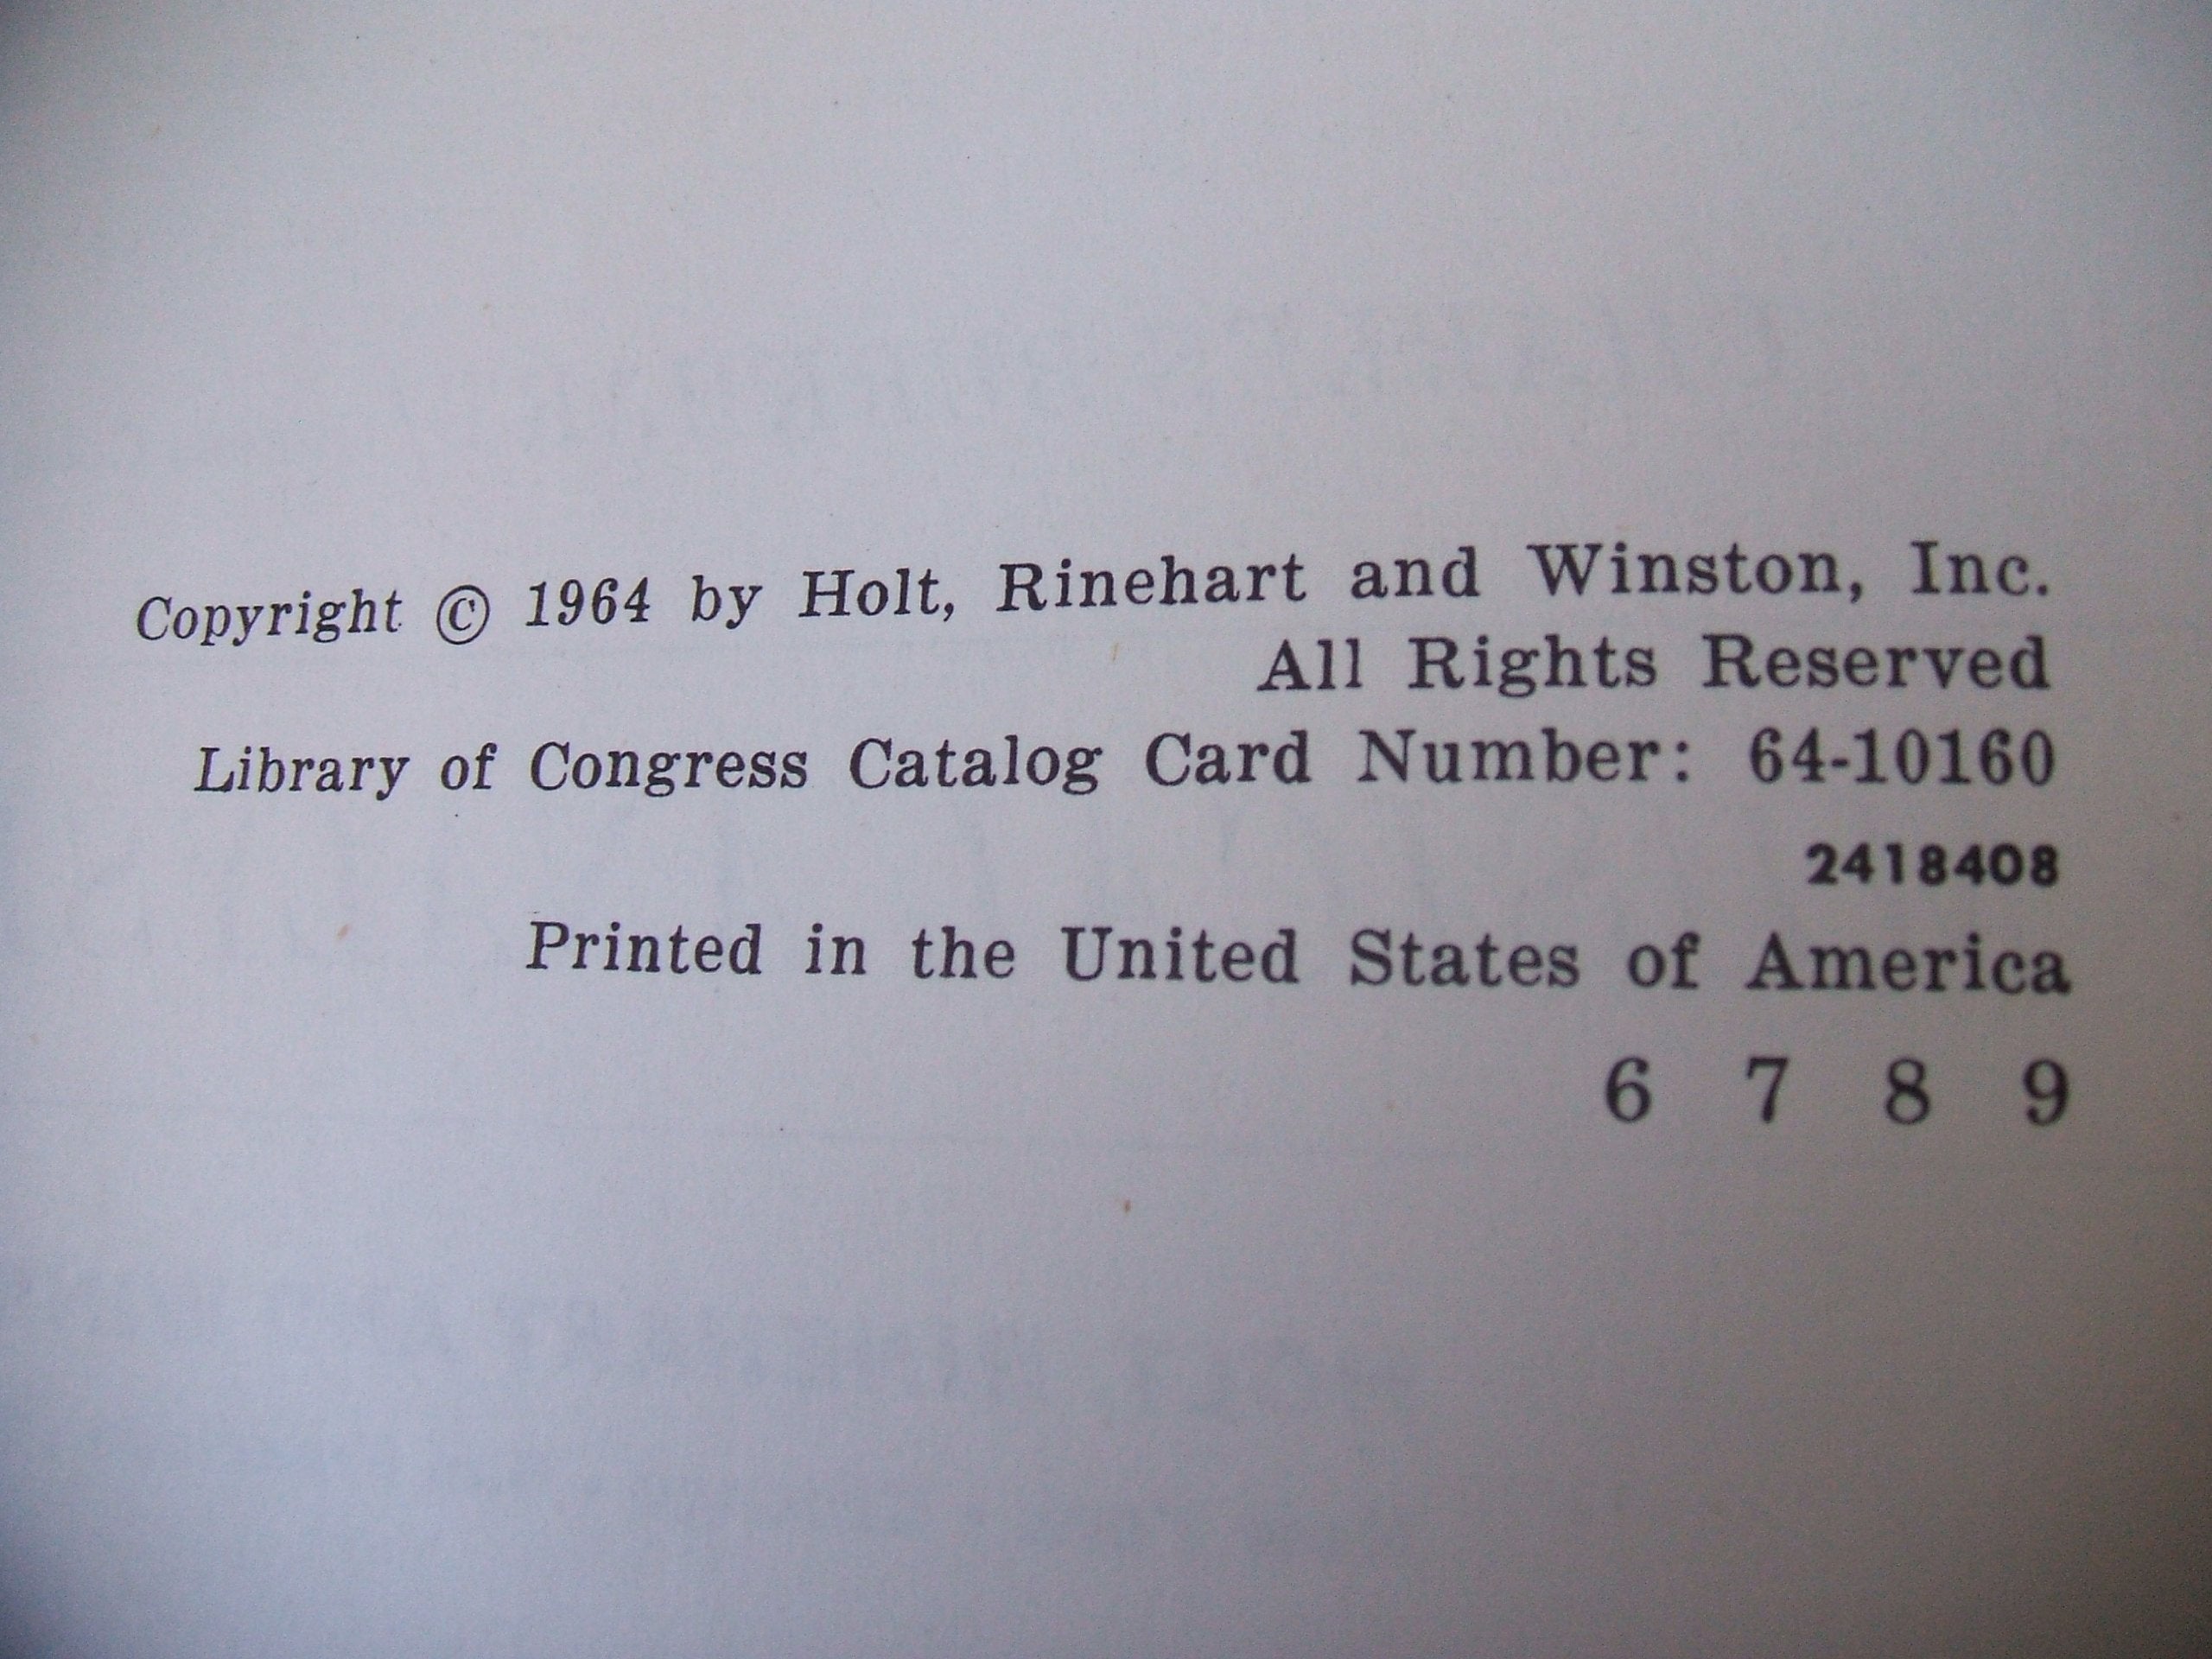 Copyright © 1964 by Holt, Rinehart and Winston, Inc.
All Rights Reserved
Library of Congress Catalog Card Number: 64-10160
2418408
Printed in the United States of America
6 7 8 9